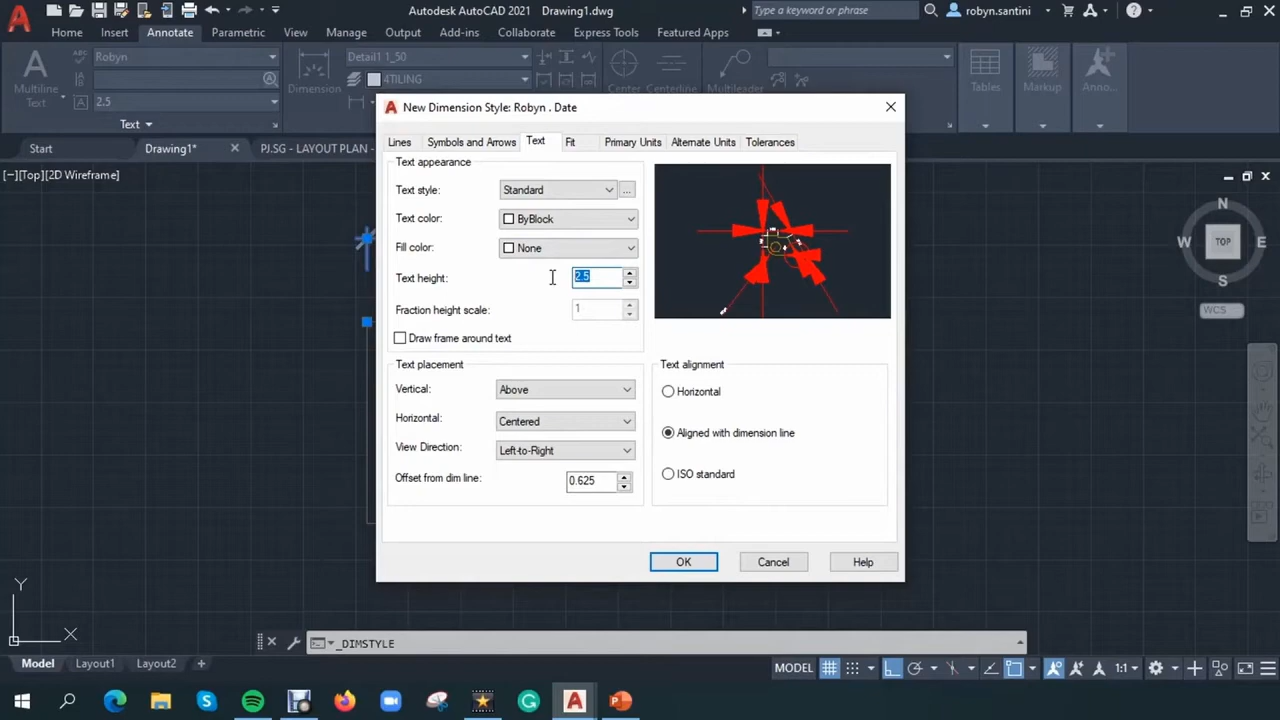 Autodesk AutoCAD 2021 Drawing1.dwg
Type a keyword or phrase
robyn.santini
Home Insert Annotate Parametric View Manage Output Add-ins Collaborate Express Tools Featured Apps
Robyn
Detail1 50
4TILING
2.5
Multiline
Text
Dimension
Center
Centerline
Multileader
Tables
Markup
Anno...
Text
Start
Drawing1*
PJ.SG - LAYOUT PLAN -
[–][Top][2D Wireframe]
New Dimension Style: Robyn . Date
Lines Symbols and Arrows Text Fit Primary Units Alternate Units Tolerances
Text appearance
Text style: Standard ...
Text color: ByBlock
Fill color: None
Text height: 2.5
Fraction height scale: 1
Draw frame around text
Text placement
Vertical: Above
Horizontal: Centered
View Direction: Left-to-Right
Offset from dim line: 0.625
Text alignment
Horizontal
Aligned with dimension line
ISO standard
OK Cancel Help
N
W TOP E
S
WCS
Y
X
_DIMSTYLE
Model Layout1 Layout2
MODEL
1:1